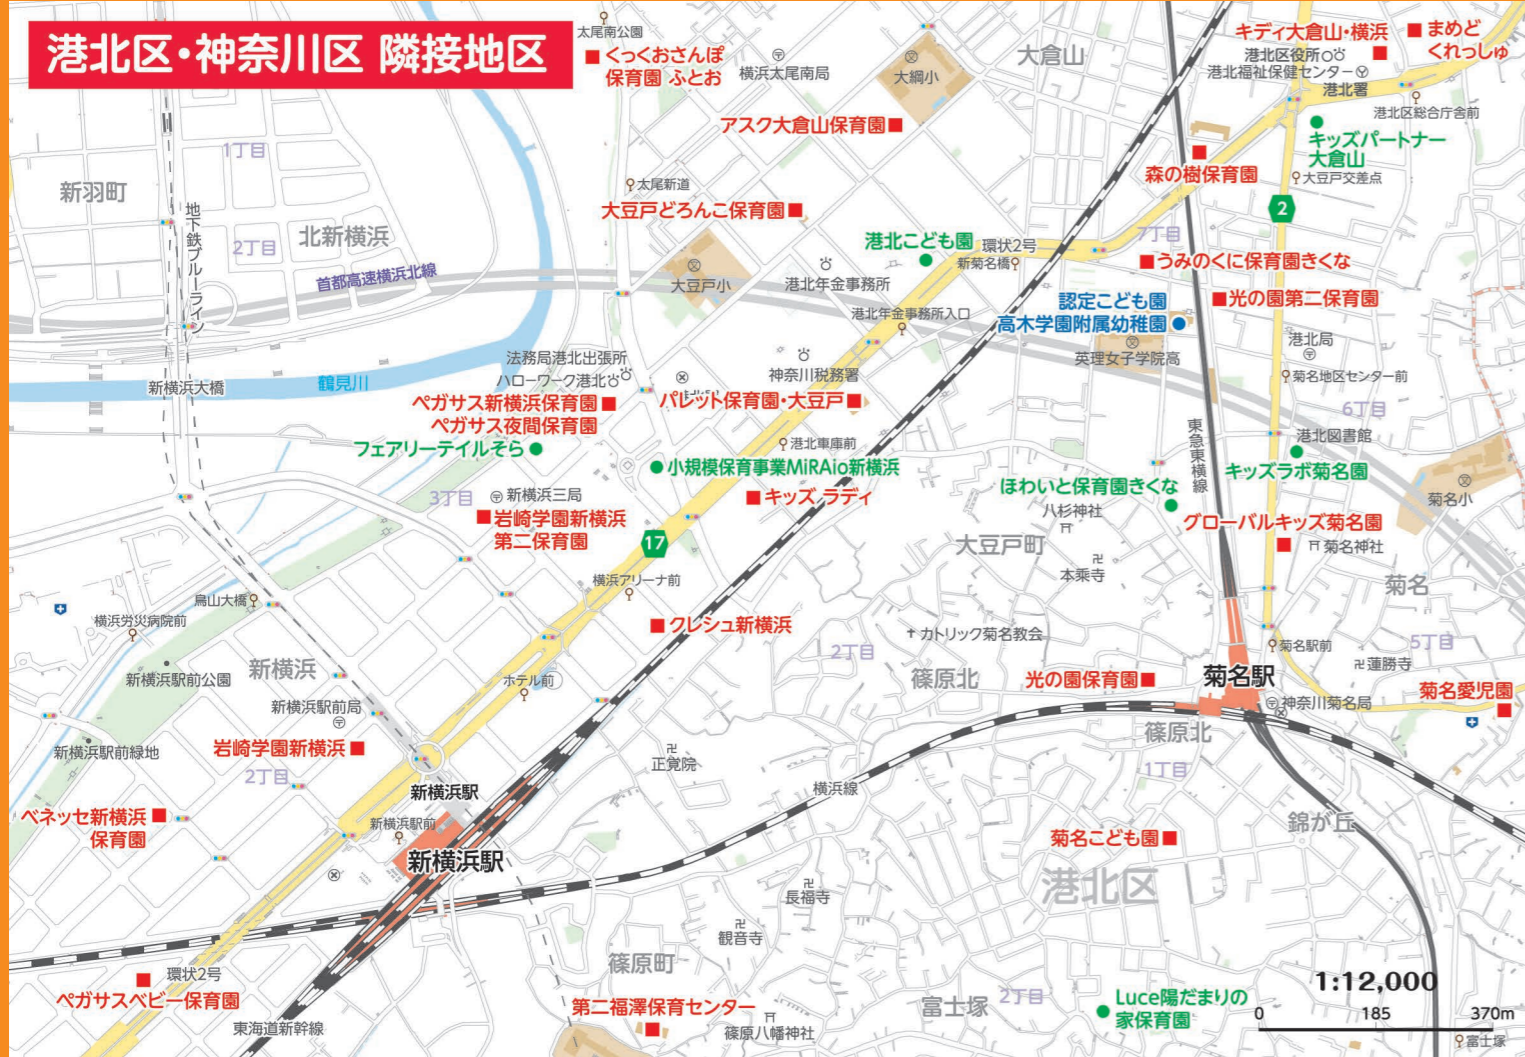 港北区・神奈川区 隣接地区
太尾南公園
くっくおさんぽ
保育園 ふとお
横浜太尾南局
大綱小
大倉山
キディ大倉山・横浜
まめど
くれっしゅ
港北区役所
港北福祉保健センター
港北署
港北区総合庁舎前
アスク大倉山保育園
キッズパートナー
大倉山
森の樹保育園
大豆戸交差点
1丁目
新羽町
太尾新道
大豆戸どろんこ保育園
2
地下鉄ブルーライン
北新横浜
2丁目
港北こども園
環状2号
新菊名橋
7丁目
うみのくに保育園きくな
首都高速横浜北線
大豆戸小
港北年金事務所
港北年金事務所入口
認定こども園
高木学園附属幼稚園
光の園第二保育園
英理女子学院高
港北局
菊名地区センター前
法務局港北出張所
ハローワーク港北
神奈川税務署
新横浜大橋
鶴見川
ペガサス新横浜保育園
ペガサス夜間保育園
パレット保育園・大豆戸
6丁目
フェアリーテイルそら
港北車庫前
東急東横線
港北図書館
小規模保育事業MiRAio新横浜
キッズラボ菊名園
3丁目
新横浜三局
キッズ ラディ
ほわいと保育園きくな
八杉神社
菊名小
岩崎学園新横浜
第二保育園
グローバルキッズ菊名園
17
大豆戸町
菊名神社
本乗寺
横浜アリーナ前
菊名
鳥山大橋
横浜労災病院前
クレシュ新横浜
カトリック菊名教会
2丁目
菊名駅前
5丁目
蓮勝寺
新横浜
新横浜駅前公園
ホテル前
篠原北
光の園保育園
菊名駅
菊名愛児園
新横浜駅前局
神奈川菊名局
篠原北
新横浜駅前緑地
岩崎学園新横浜
2丁目
正覚院
1丁目
横浜線
新横浜駅
ベネッセ新横浜
保育園
新横浜駅前
錦が丘
菊名こども園
新横浜駅
港北区
長福寺
観音寺
篠原町
環状2号
1:12,000
ペガサスベビー保育園
第二福澤保育センター
富士塚
2丁目
Luce陽だまりの
家保育園
0 185 370m
東海道新幹線
篠原八幡神社
富士塚